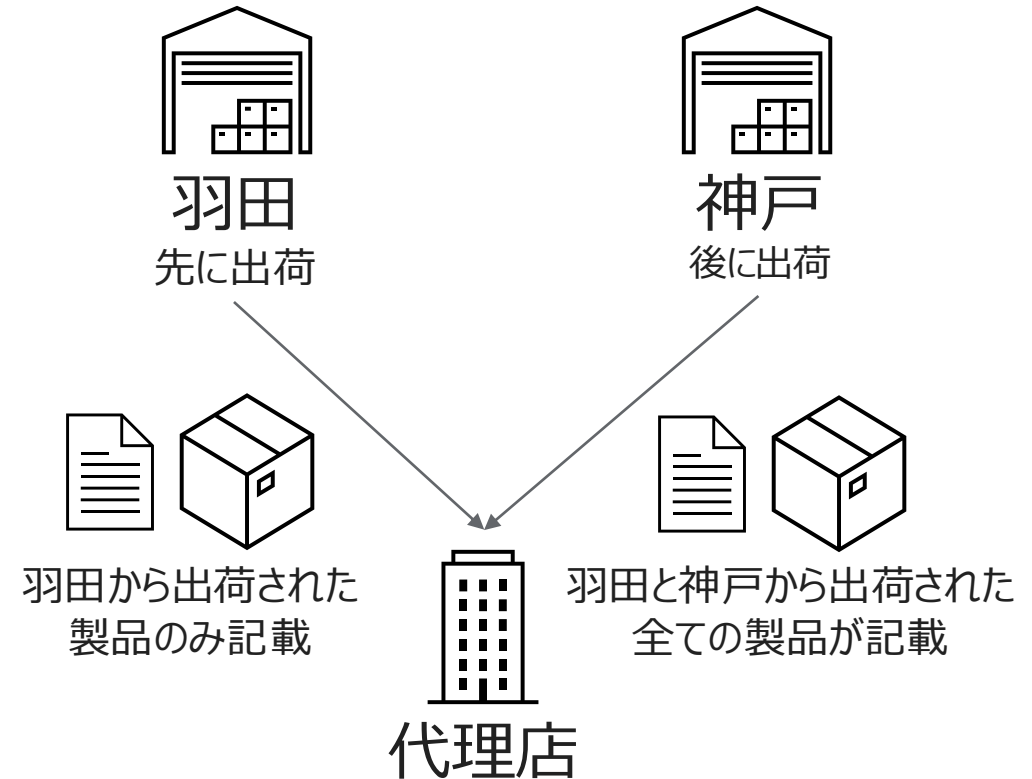 羽田
先に出荷
神戸
後に出荷
羽田から出荷された
製品のみ記載
羽田と神戸から出荷された
全ての製品が記載
代理店